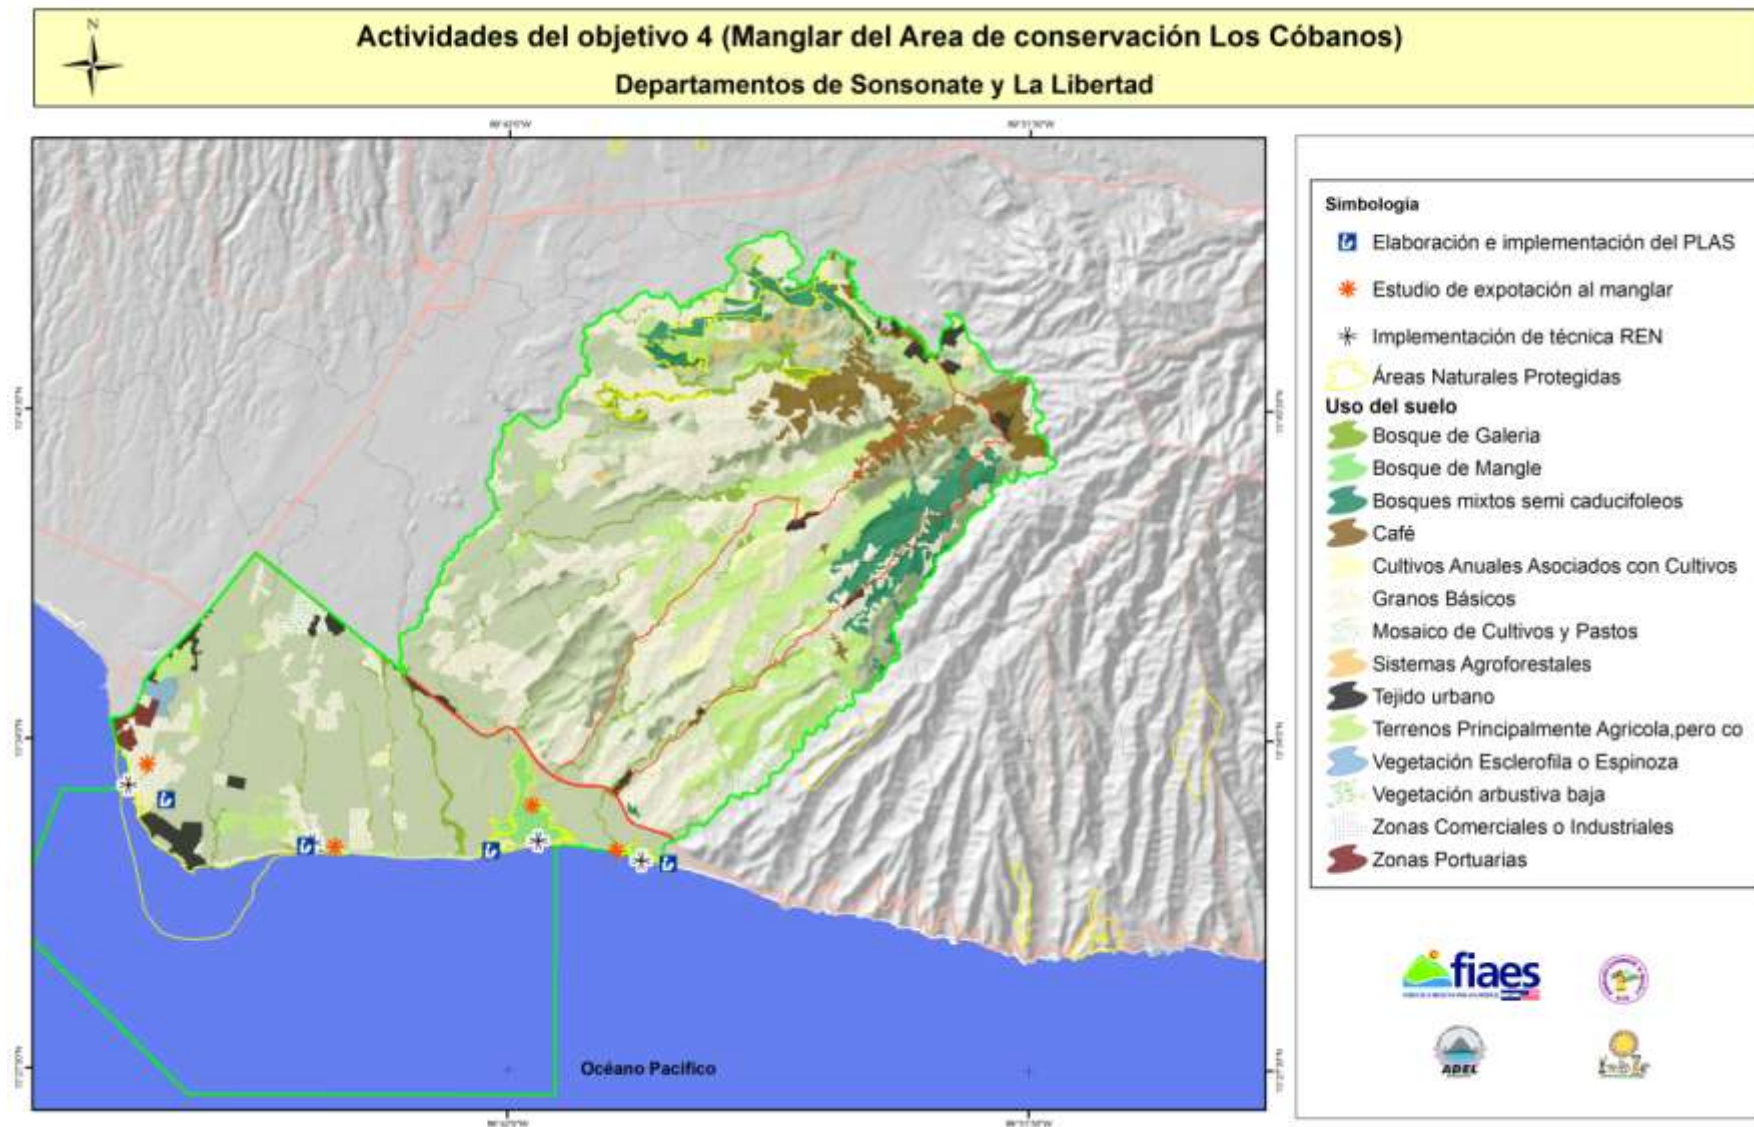 N
Actividades del objetivo 4 (Manglar del Area de conservación Los Cóbanos)
Departamentos de Sonsonate y La Libertad
Océano Pacífico
Simbología
Elaboración e implementación del PLAS
Estudio de expotación al manglar
Implementación de técnica REN
Áreas Naturales Protegidas
Uso del suelo
Bosque de Galeria
Bosque de Mangle
Bosques mixtos semi caducifoleos
Café
Cultivos Anuales Asociados con Cultivos
Granos Básicos
Mosaico de Cultivos y Pastos
Sistemas Agroforestales
Tejido urbano
Terrenos Principalmente Agricola,pero co
Vegetación Esclerofila o Espinoza
Vegetación arbustiva baja
Zonas Comerciales o Industriales
Zonas Portuarias
fiaes
ADEL